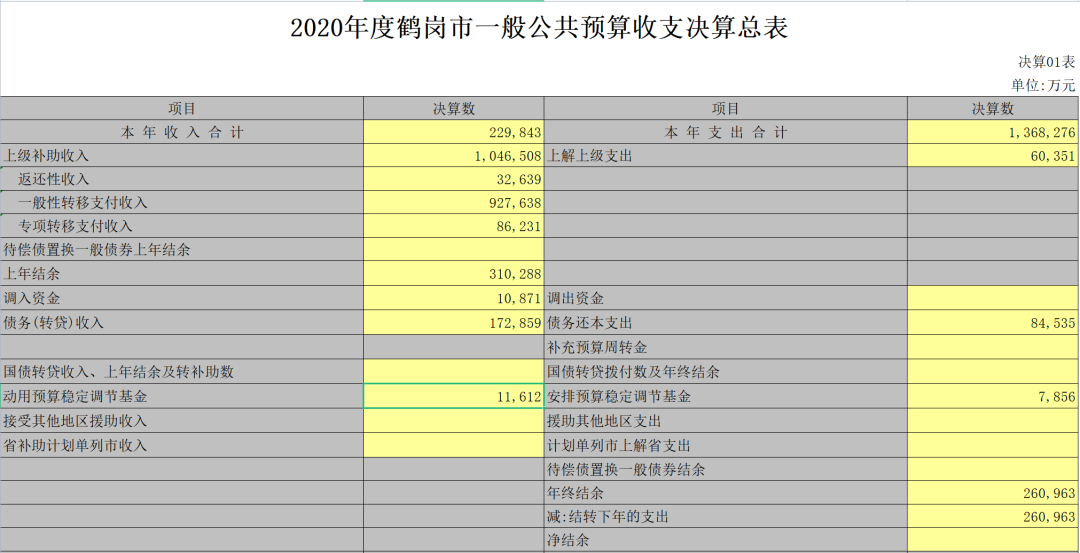 2020年度鹤岗市一般公共预算收支决算总表
决算01表
单位:万元
项目 决算数 项目 决算数
本 年 收 入 合 计 229,843 本 年 支 出 合 计 1,368,276
上级补助收入 1,046,508 上解上级支出 60,351
返还性收入 32,639
一般性转移支付收入 927,638
专项转移支付收入 86,231
待偿债置换一般债券上年结余
上年结余 310,288
调入资金 10,871 调出资金
债务(转贷)收入 172,859 债务还本支出 84,535
补充预算周转金
国债转贷收入、上年结余及转补助数 国债转贷拨付数及年终结余
动用预算稳定调节基金 11,612 安排预算稳定调节基金 7,856
接受其他地区援助收入 援助其他地区支出
省补助计划单列市收入 计划单列市上解省支出
待偿债置换一般债券结余
年终结余 260,963
减:结转下年的支出 260,963
净结余